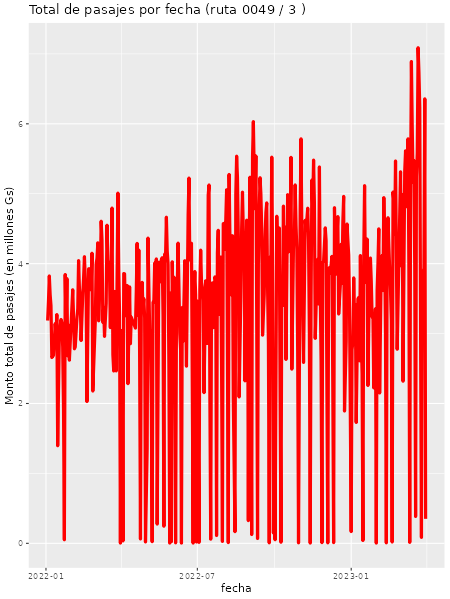 Total de pasajes por fecha (ruta 0049 / 3 )
Monto total de pasajes (en millones Gs)
6
4
2
0
2022-01
2022-07
2023-01
fecha